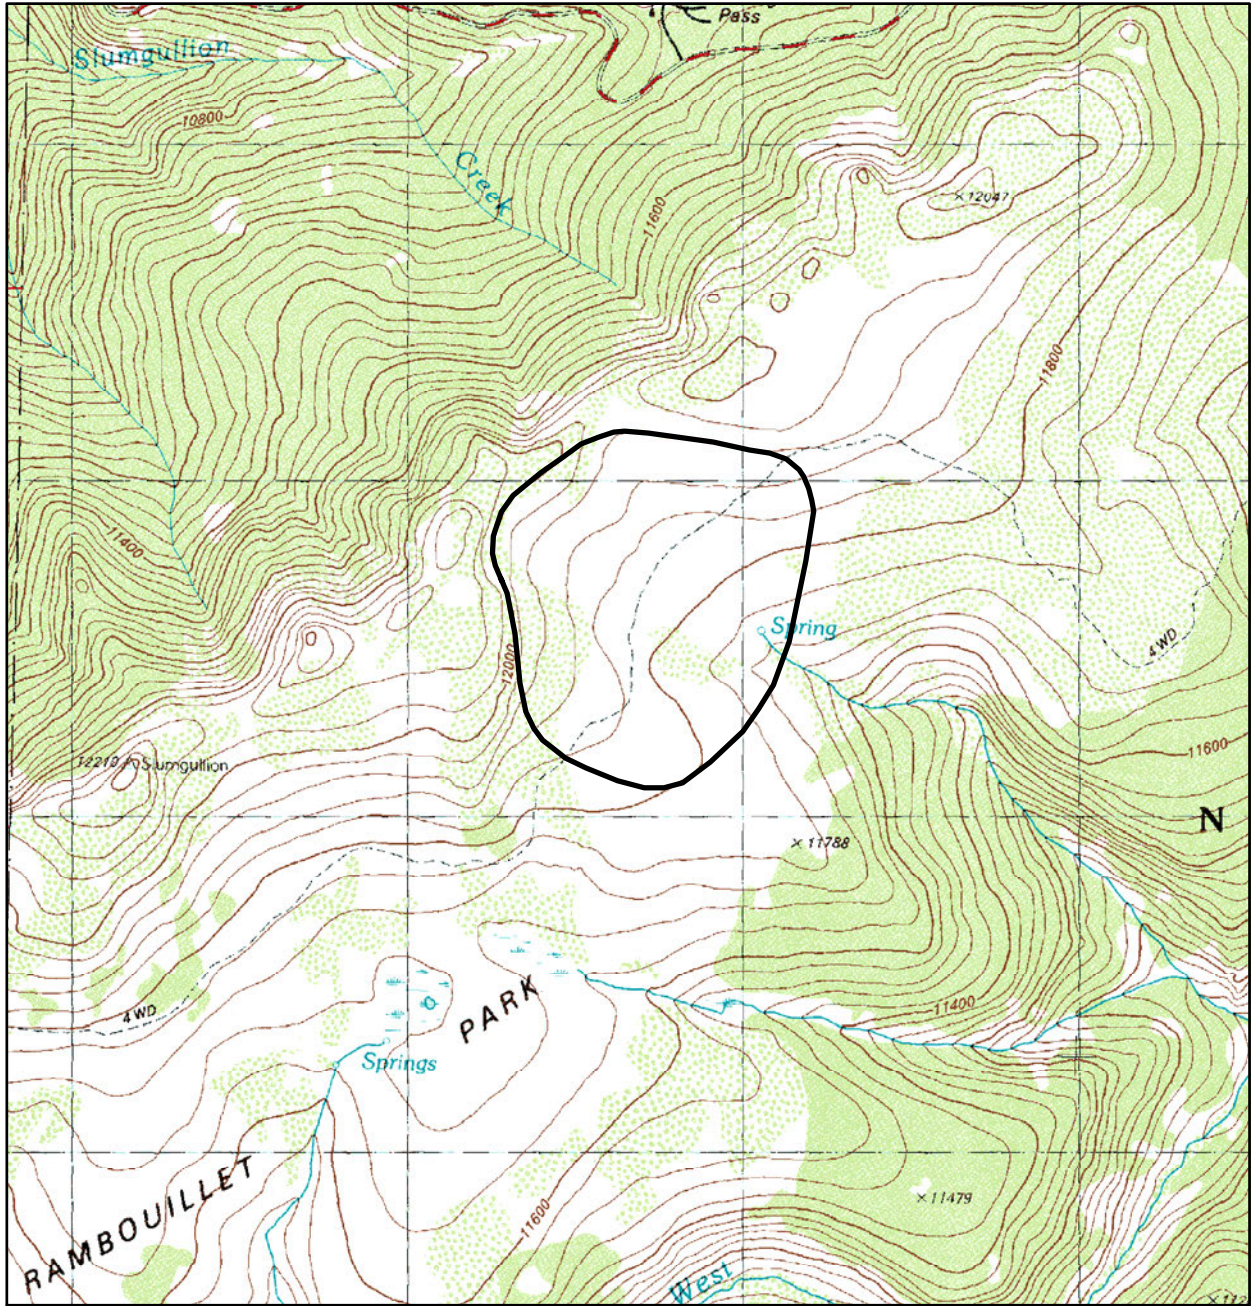 Pass
Slumgullion
10800
Creek
11600
×12047
11800
11400
Spring
4WD
12000
11600
Slumgullion
N
×11788
PARK
4WD
11400
Springs
RAMBOUILLET
×11479
11600
West